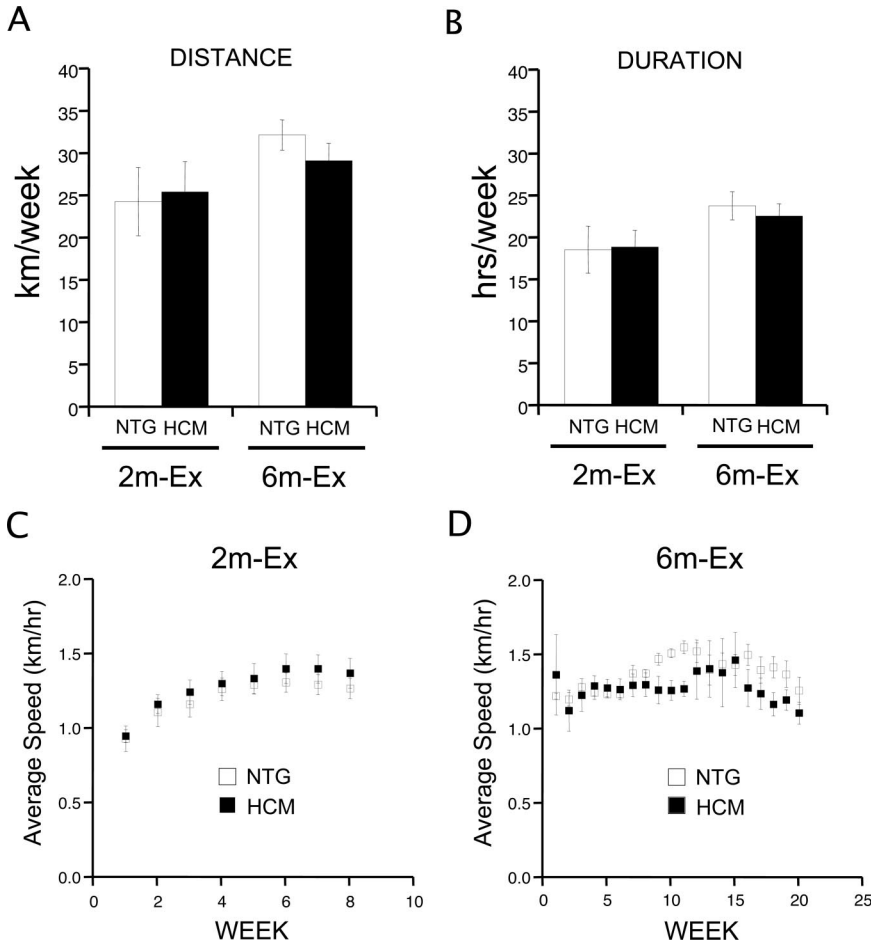 A
DISTANCE
km/week
40
35
30
25
20
15
10
5
0
NTG HCM NTG HCM
2m-Ex 6m-Ex
B
DURATION
hrs/week
40
35
30
25
20
15
10
5
0
NTG HCM NTG HCM
2m-Ex 6m-Ex
C
2m-Ex
Average Speed (km/hr)
2.0
1.5
1.0
0.5
0.0
NTG
HCM
0 2 4 6 8 10
WEEK
D
6m-Ex
Average Speed (km/hr)
2.0
1.5
1.0
0.5
0.0
NTG
HCM
0 5 10 15 20 25
WEEK